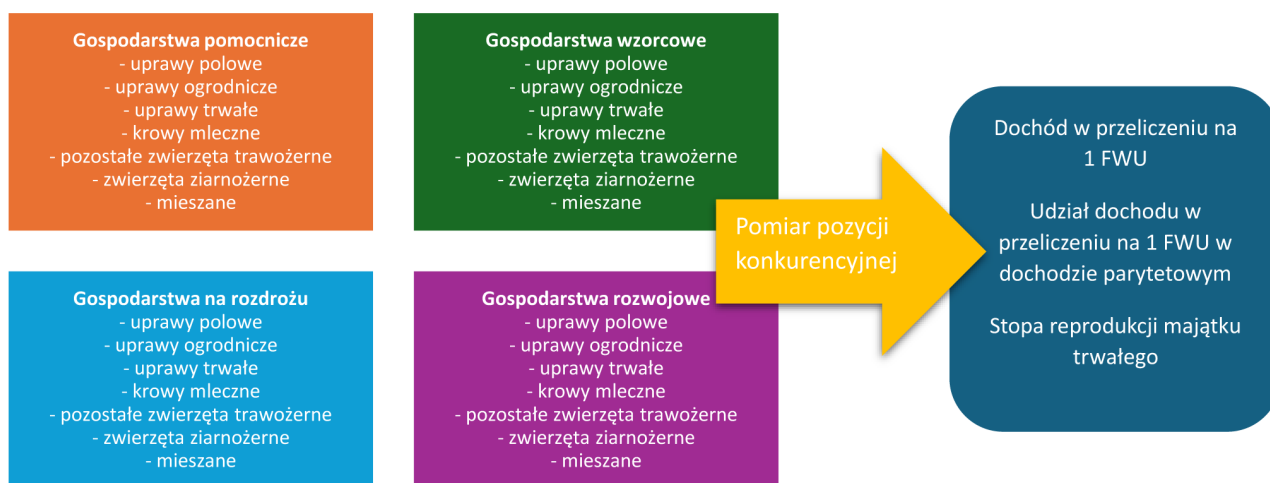 Gospodarstwa pomocnicze
- uprawy polowe
- uprawy ogrodnicze
- uprawy trwałe
- krowy mleczne
- pozostałe zwierzęta trawożerne
- zwierzęta ziarnożerne
- mieszane
Gospodarstwa wzorcowe
- uprawy polowe
- uprawy ogrodnicze
- uprawy trwałe
- krowy mleczne
- pozostałe zwierzęta trawożerne
- zwierzęta ziarnożerne
- mieszane
Gospodarstwa na rozdrożu
- uprawy polowe
- uprawy ogrodnicze
- uprawy trwałe
- krowy mleczne
- pozostałe zwierzęta trawożerne
- zwierzęta ziarnożerne
- mieszane
Gospodarstwa rozwojowe
- uprawy polowe
- uprawy ogrodnicze
- uprawy trwałe
- krowy mleczne
- pozostałe zwierzęta trawożerne
- zwierzęta ziarnożerne
- mieszane
Pomiar pozycji
konkurencyjnej
Dochód w przeliczeniu na
1 FWU
Udział dochodu w
przeliczeniu na 1 FWU w
dochodzie parytetowym
Stopa reprodukcji majątku
trwałego